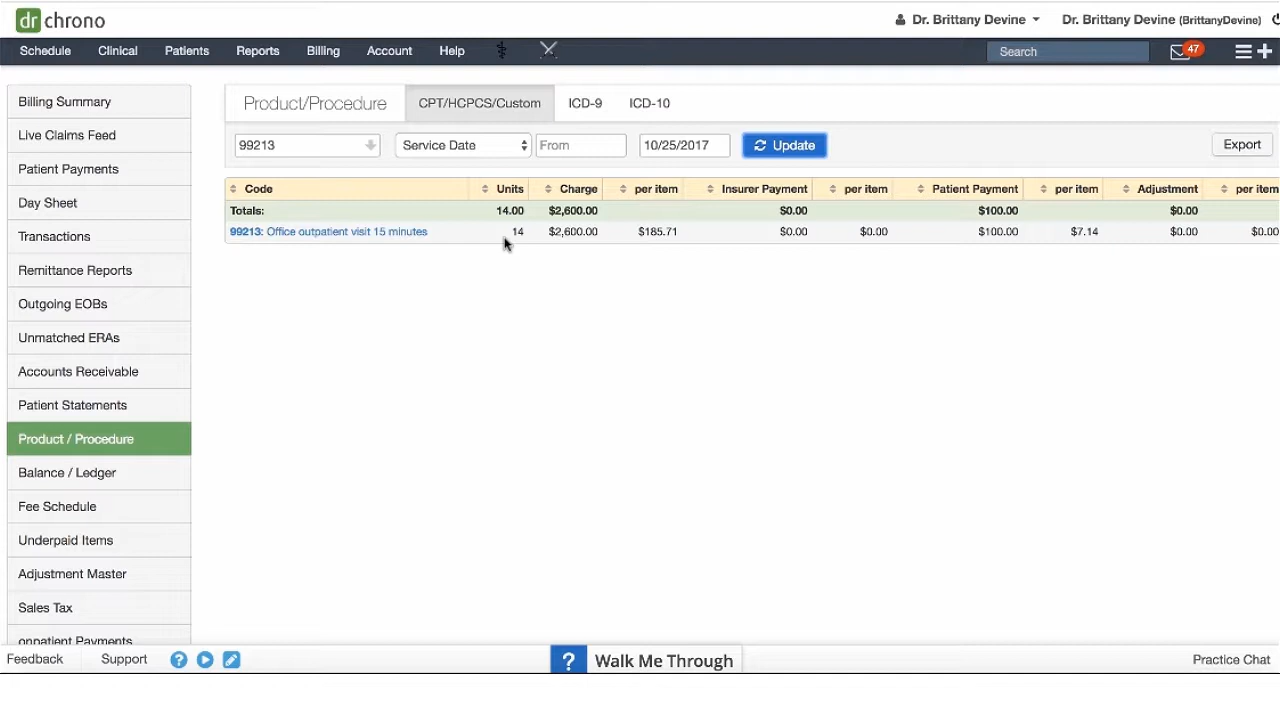 dr chrono
Dr. Brittany Devine Dr. Brittany Devine (BrittanyDevine)
Schedule Clinical Patients Reports Billing Account Help Search 47
Billing Summary
Live Claims Feed
Patient Payments
Day Sheet
Transactions
Remittance Reports
Outgoing EOBs
Unmatched ERAs
Accounts Receivable
Patient Statements
Product / Procedure
Balance / Ledger
Fee Schedule
Underpaid Items
Adjustment Master
Sales Tax
onpatient Payments
Product/Procedure CPT/HCPCS/Custom ICD-9 ICD-10
99213 Service Date From 10/25/2017 Update Export
Code Units Charge per item Insurer Payment per item Patient Payment per item Adjustment per item
Totals: 14.00 $2,600.00 $0.00 $100.00 $0.00
99213: Office outpatient visit 15 minutes 14 $2,600.00 $185.71 $0.00 $0.00 $100.00 $7.14 $0.00 $0.00
Feedback Support ? ? Walk Me Through Practice Chat